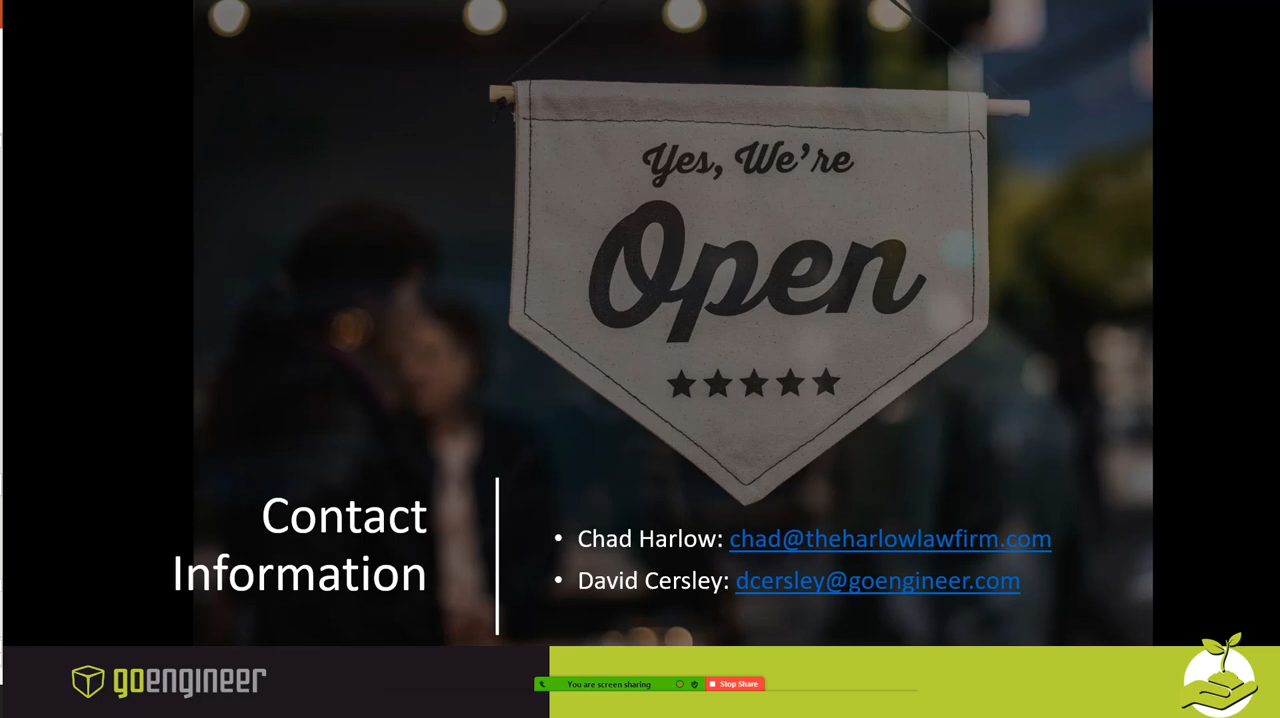 Yes, We're
Open
Contact
Information
• Chad Harlow: chad@theharlowlawfirm.com
• David Cersley: dcersley@goengineer.com
goengineer
You are screen sharing
Stop Share